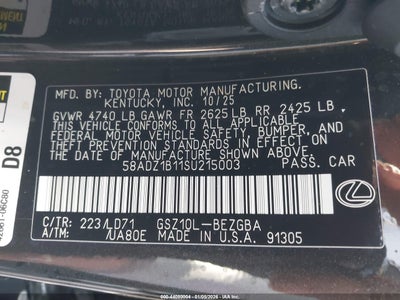 MFD. BY: TOYOTA MOTOR MANUFACTURING.
KENTUCKY, INC. 10/25
GVWR 4740 LB GAWR FR 2625 LB, RR 2425 LB ,
THIS VEHICLE CONFORMS TO ALL APPLICABLE
FEDERAL MOTOR VEHICLE SAFETY, BUMPER, AND
THEFT PREVENTION STANDARDS IN EFFECT ON
THE DATE OF MANUFACTURE SHOWN ABOVE.
58ADZ1B11SU215003 PASS. CAR
C/TR: 223/LD71 GSZ10L-BEZGBA
A/TM: /UA80E MADE IN U.S.A. 91305
D8